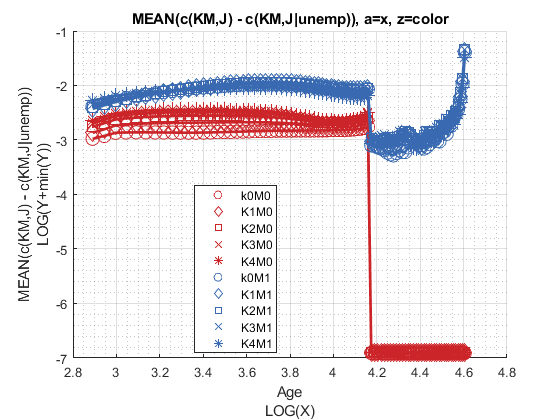 MEAN(c(KM,J) - c(KM,J|unemp)), a=x, z=color
MEAN(c(KM,J) - c(KM,J|unemp))
LOG(Y+min(Y))
-1
-2
-3
-4
-5
-6
-7
k0M0
K1M0
K2M0
K3M0
K4M0
k0M1
K1M1
K2M1
K3M1
K4M1
2.8 3 3.2 3.4 3.6 3.8 4 4.2 4.4 4.6 4.8
Age
LOG(X)